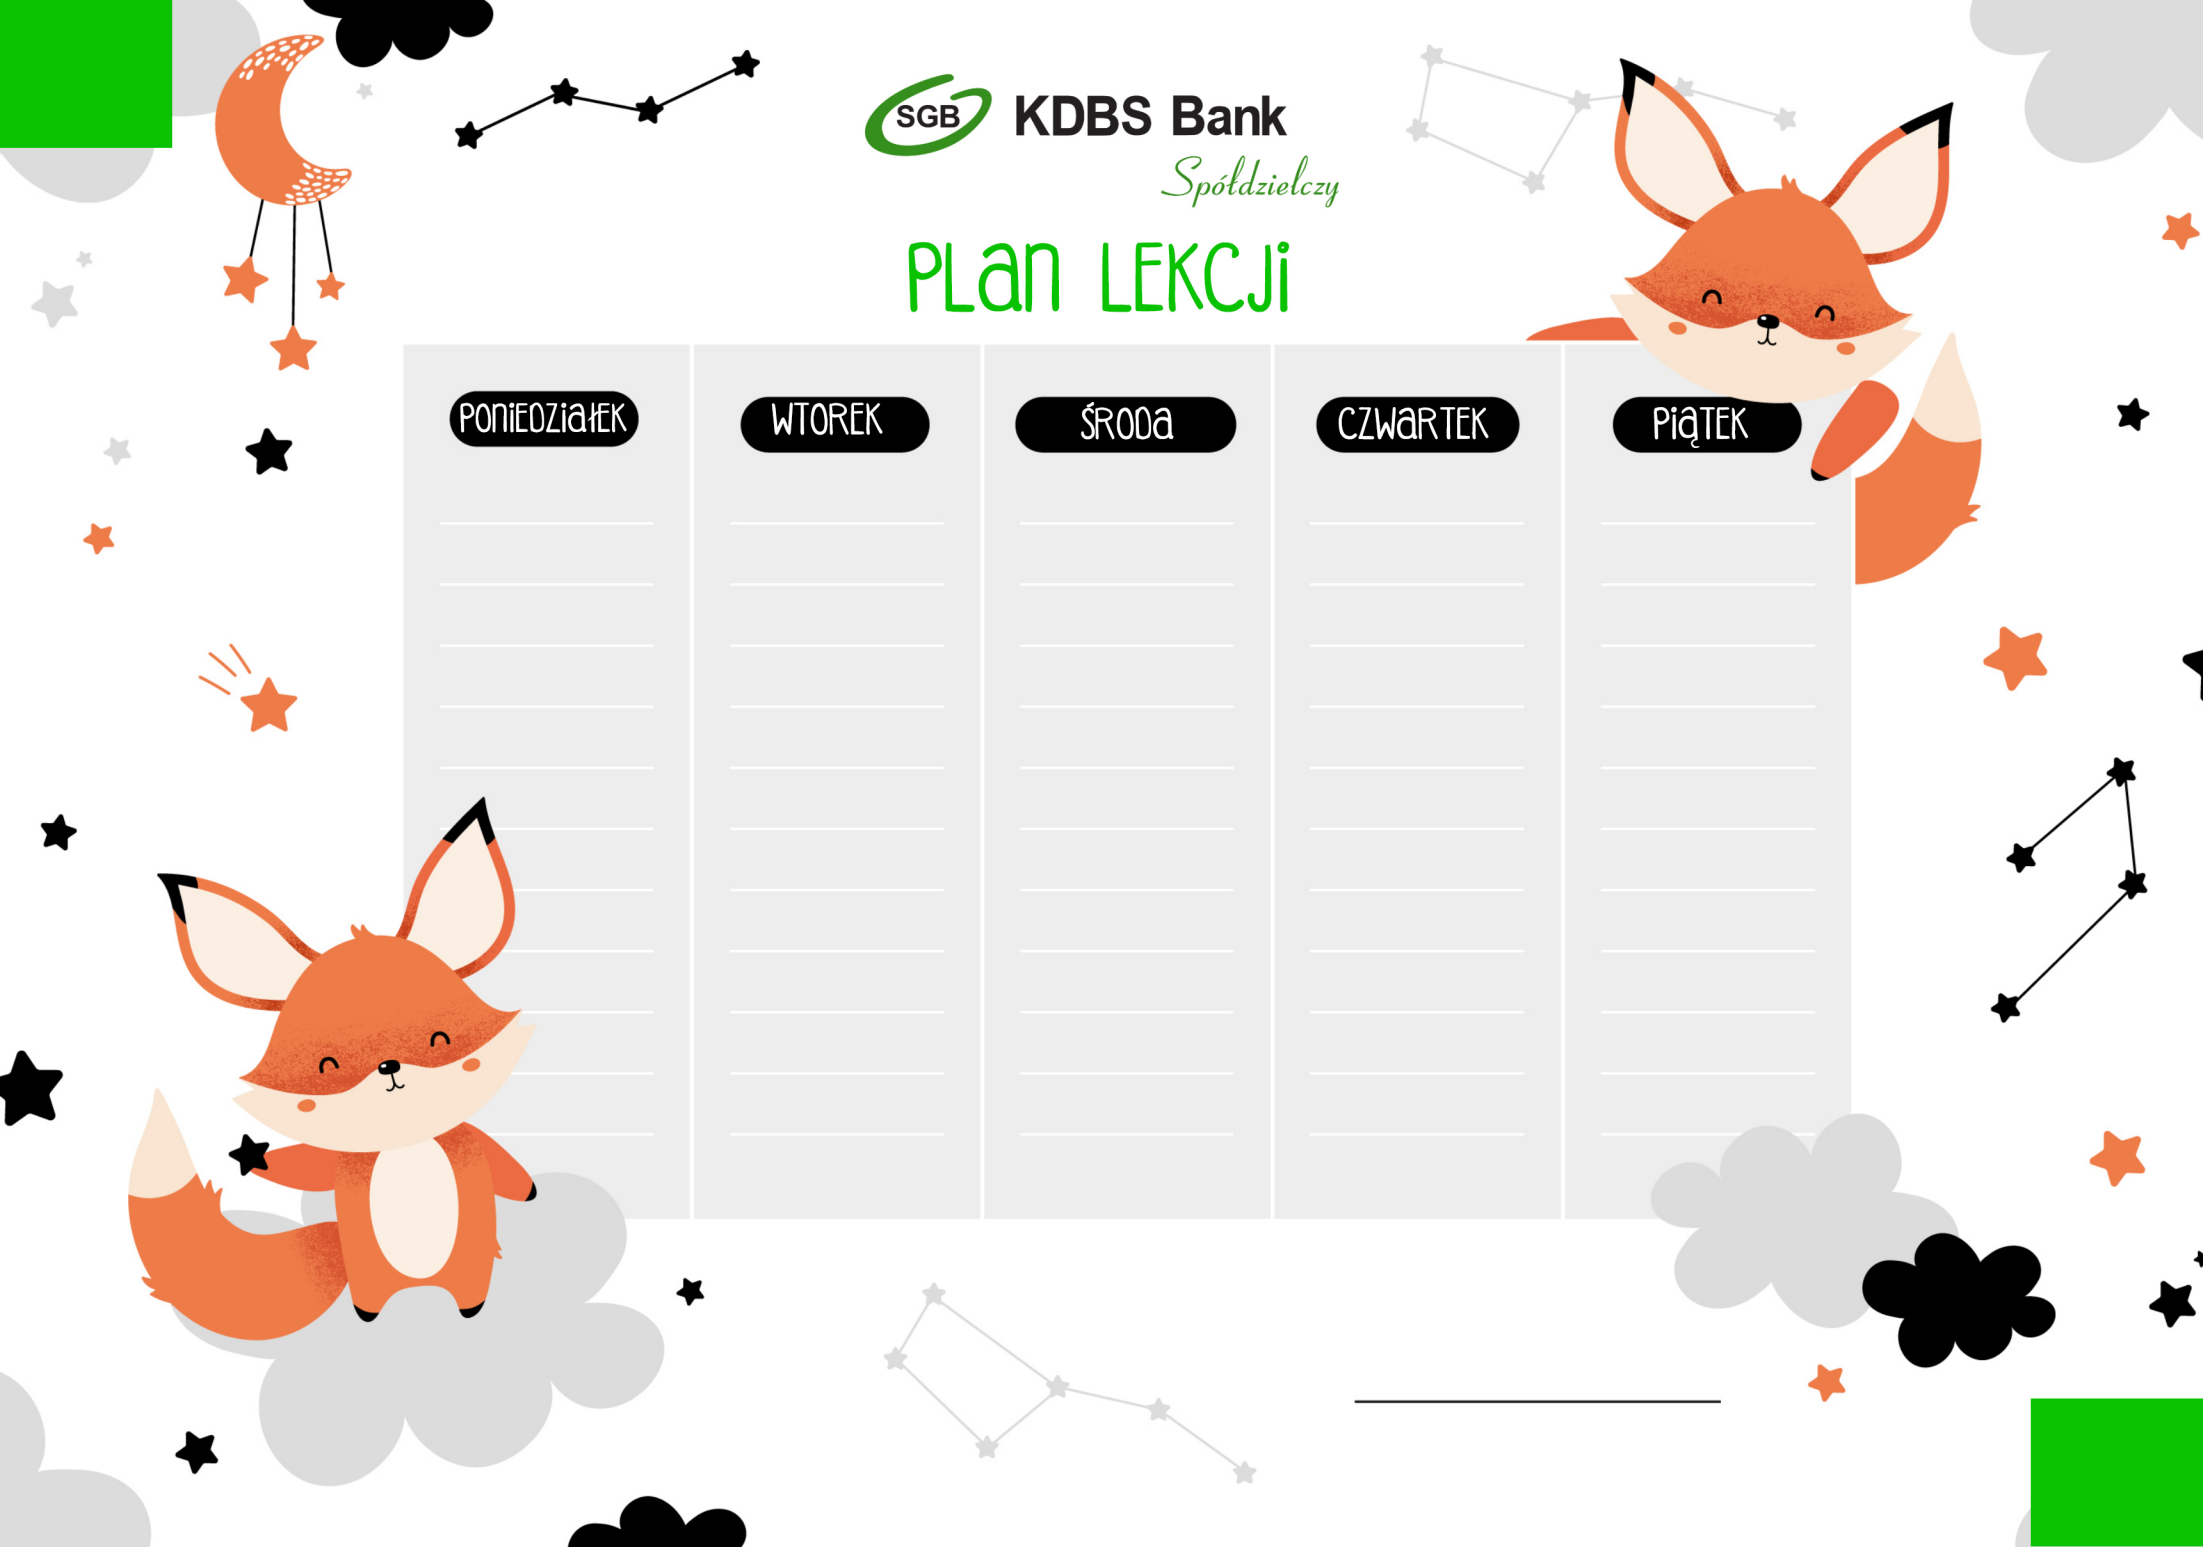 SGB KDBS Bank
Spółdzielczy
PLan LEKCJi
PoniEDZiałEK WTOREK ŚRODa CZWaRTEK PiąTEK